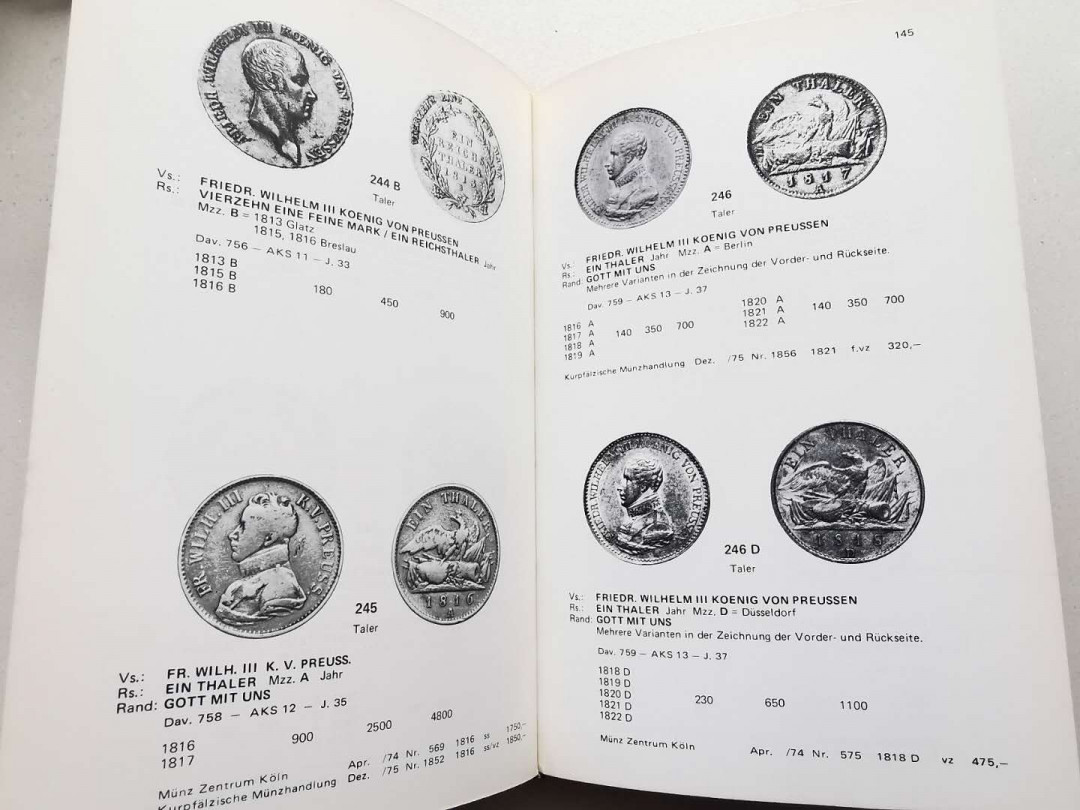 244 B
Taler
Vs.: FRIEDR. WILHELM III KOENIG VON PREUSSEN
Rs.: VIERZEHN EINE FEINE MARK / EIN REICHSTHALER Jahr
Mzz. B = 1813 Glatz
1815, 1816 Breslau
Dav. 756 – AKS 11 – J. 33
1813 B
1815 B
1816 B 180 450 900
FR. WILH. III K. V. PREUSS.
EIN THALER
1816
A
245
Taler
Vs.: FR. WILH. III K. V. PREUSS.
Rs.: EIN THALER Mzz. A Jahr
Rand: GOTT MIT UNS
Dav. 758 – AKS 12 – J. 35
1816 900 2500 4800
1817
Münz Zentrum Köln Apr. /74 Nr. 569 1816 ss 1750,–
Kurpfälzische Münzhandlung Dez. /75 Nr. 1852 1816 ss/vz 1850,–
145
EIN THALER
1817
A
246
Taler
Vs.: FRIEDR. WILHELM III KOENIG VON PREUSSEN
Rs.: EIN THALER Jahr Mzz. A = Berlin
Rand: GOTT MIT UNS
Mehrere Varianten in der Zeichnung der Vorder- und Rückseite.
Dav. 759 – AKS 13 – J. 37
1816 A 1820 A
1817 A 140 350 700 1821 A 140 350 700
1818 A 1822 A
1819 A
Kurpfälzische Münzhandlung Dez. /75 Nr. 1856 1821 f.vz 320,–
EIN THALER
246 D
Taler
Vs.: FRIEDR. WILHELM III KOENIG VON PREUSSEN
Rs.: EIN THALER Jahr Mzz. D = Düsseldorf
Rand: GOTT MIT UNS
Mehrere Varianten in der Zeichnung der Vorder- und Rückseite.
Dav. 759 – AKS 13 – J. 37
1818 D
1819 D
1820 D 230 650 1100
1821 D
1822 D
Münz Zentrum Köln Apr. /74 Nr. 575 1818 D vz 475,–